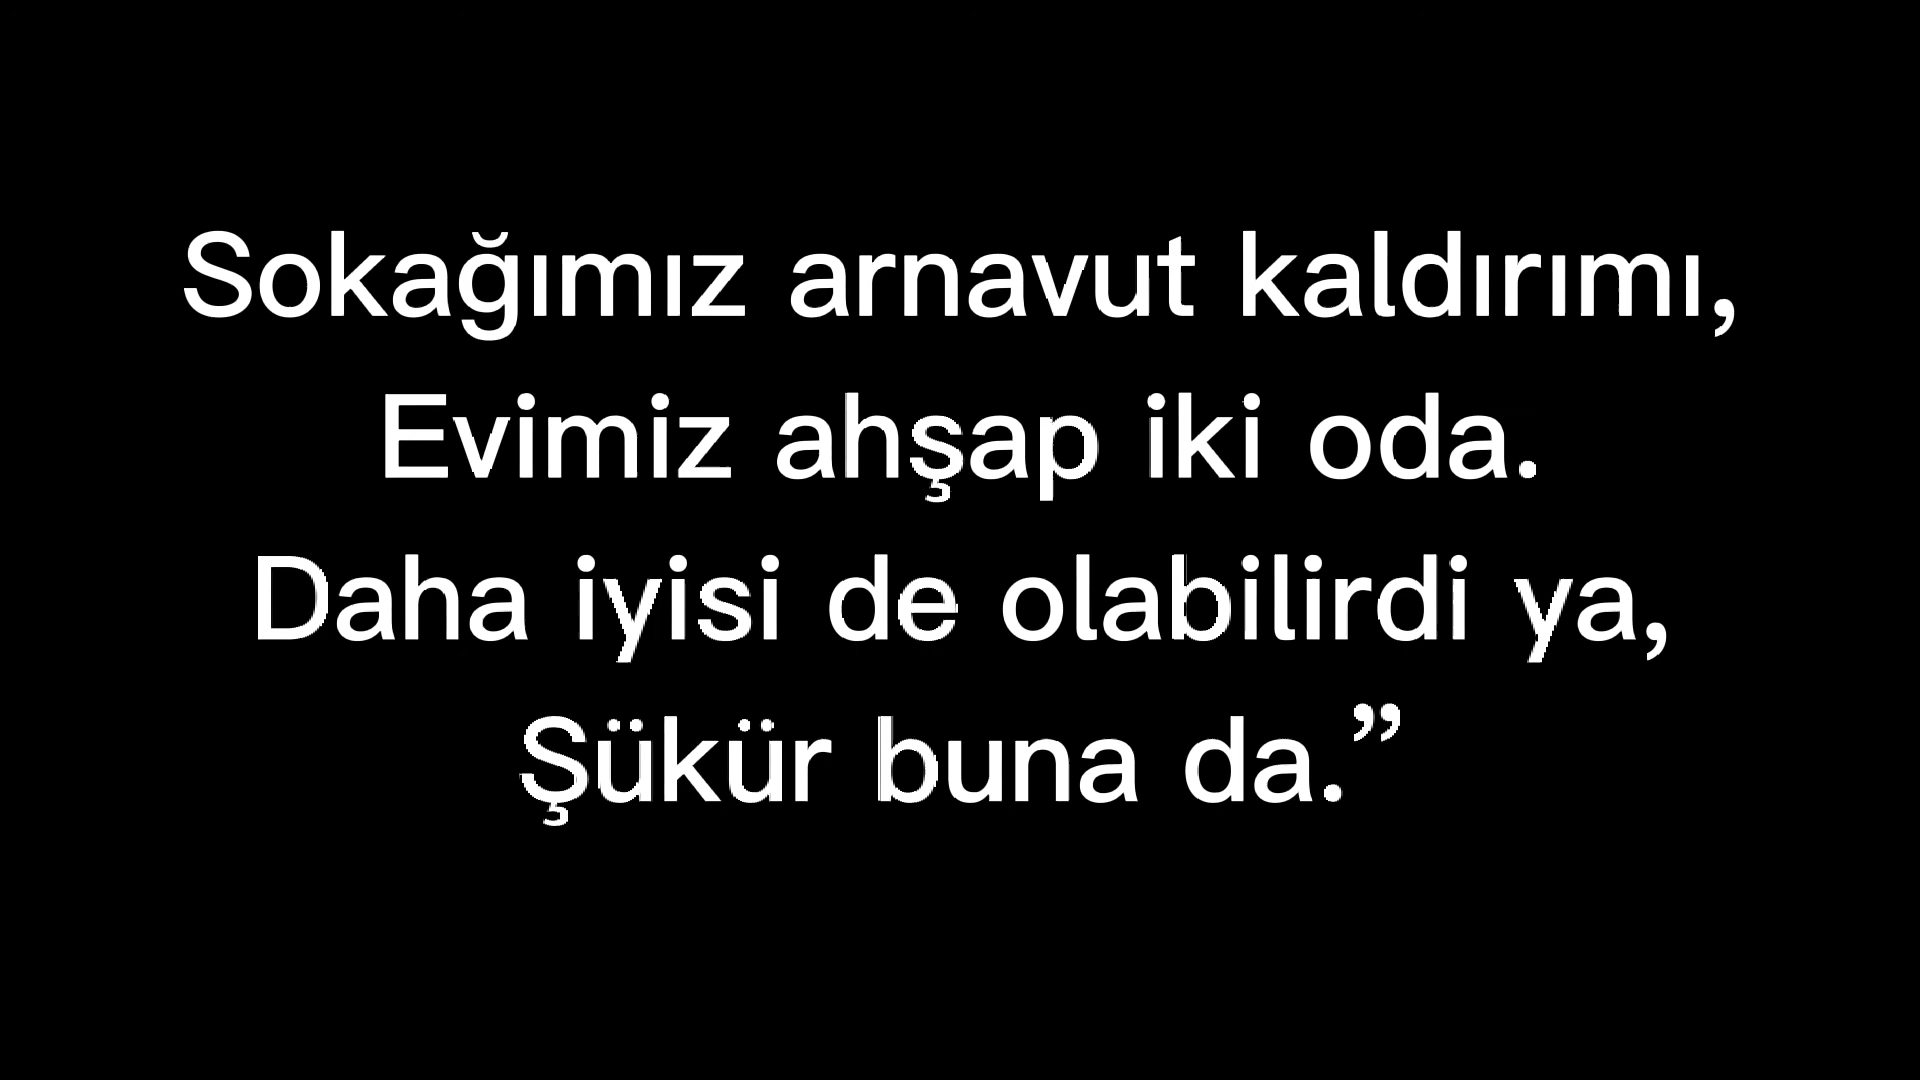 Sokağımız arnavut kaldırımı,
Evimiz ahşap iki oda.
Daha iyisi de olabilirdi ya,
Şükür buna da.”